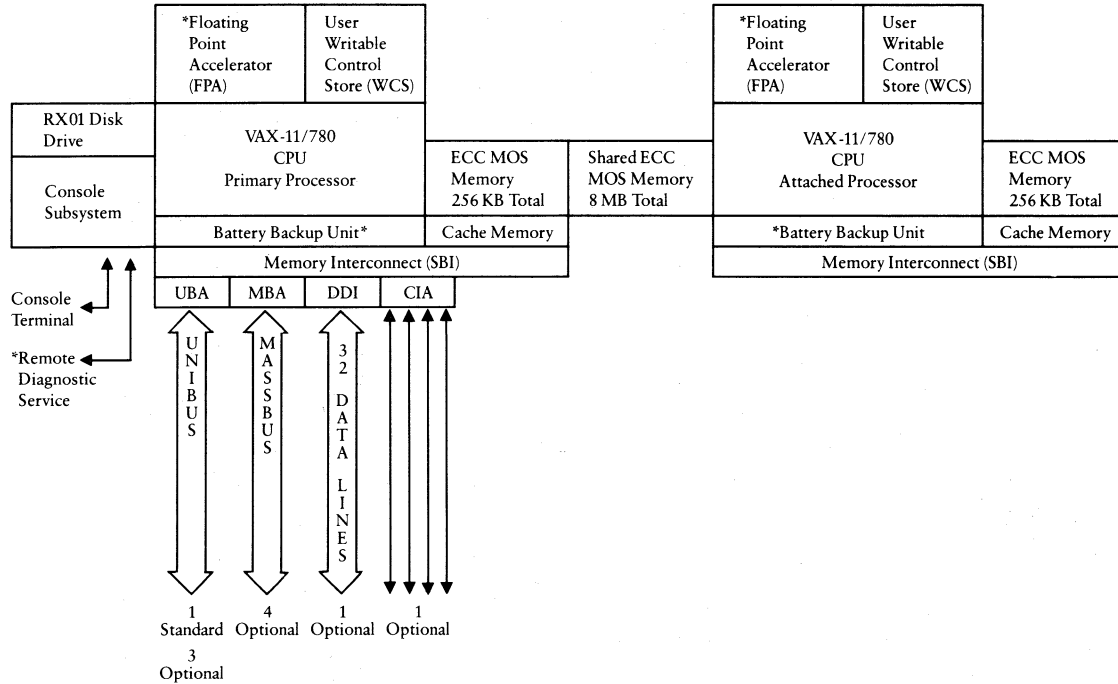 *Floating
Point
Accelerator
(FPA)
User
Writable
Control
Store (WCS)
*Floating
Point
Accelerator
(FPA)
User
Writable
Control
Store (WCS)
RX01 Disk
Drive
VAX-11/780
CPU
Primary Processor
ECC MOS
Memory
256 KB Total
Shared ECC
MOS Memory
8 MB Total
VAX-11/780
CPU
Attached Processor
ECC MOS
Memory
256 KB Total
Console
Subsystem
Battery Backup Unit*
Cache Memory
*Battery Backup Unit
Cache Memory
Memory Interconnect (SBI)
Memory Interconnect (SBI)
UBA
MBA
DDI
CIA
Console
Terminal
*Remote
Diagnostic
Service
UNIBUS
MASSBUS
32 DATA LINES
1
Standard
3
Optional
4
Optional
1
Optional
1
Optional